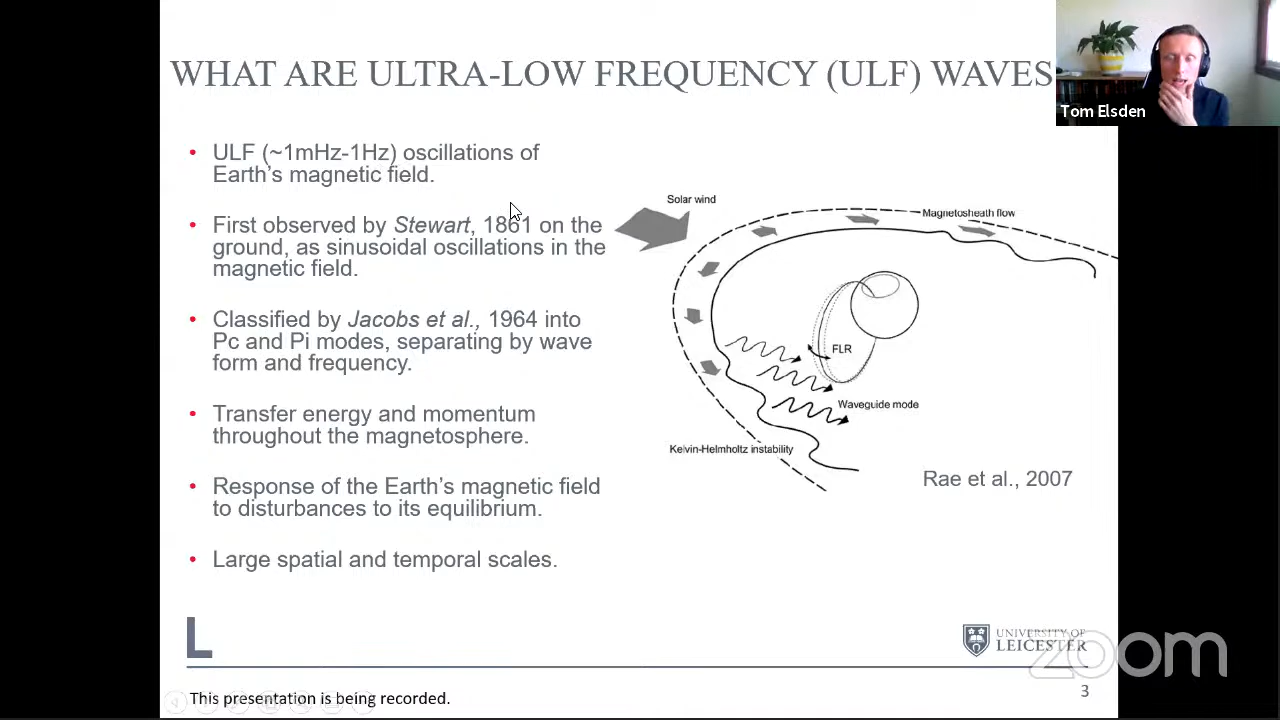 WHAT ARE ULTRA-LOW FREQUENCY (ULF) WAVES
Tom Elsden
• ULF (~1mHz-1Hz) oscillations of
Earth's magnetic field.
• First observed by Stewart, 1861 on the
ground, as sinusoidal oscillations in the
magnetic field.
• Classified by Jacobs et al., 1964 into
Pc and Pi modes, separating by wave
form and frequency.
• Transfer energy and momentum
throughout the magnetosphere.
• Response of the Earth's magnetic field
to disturbances to its equilibrium.
• Large spatial and temporal scales.
Solar wind
Magnetosheath flow
FLR
Waveguide mode
Kelvin-Helmholtz instability
Rae et al., 2007
L
UNIVERSITY OF
LEICESTER
zoom
This presentation is being recorded.
3